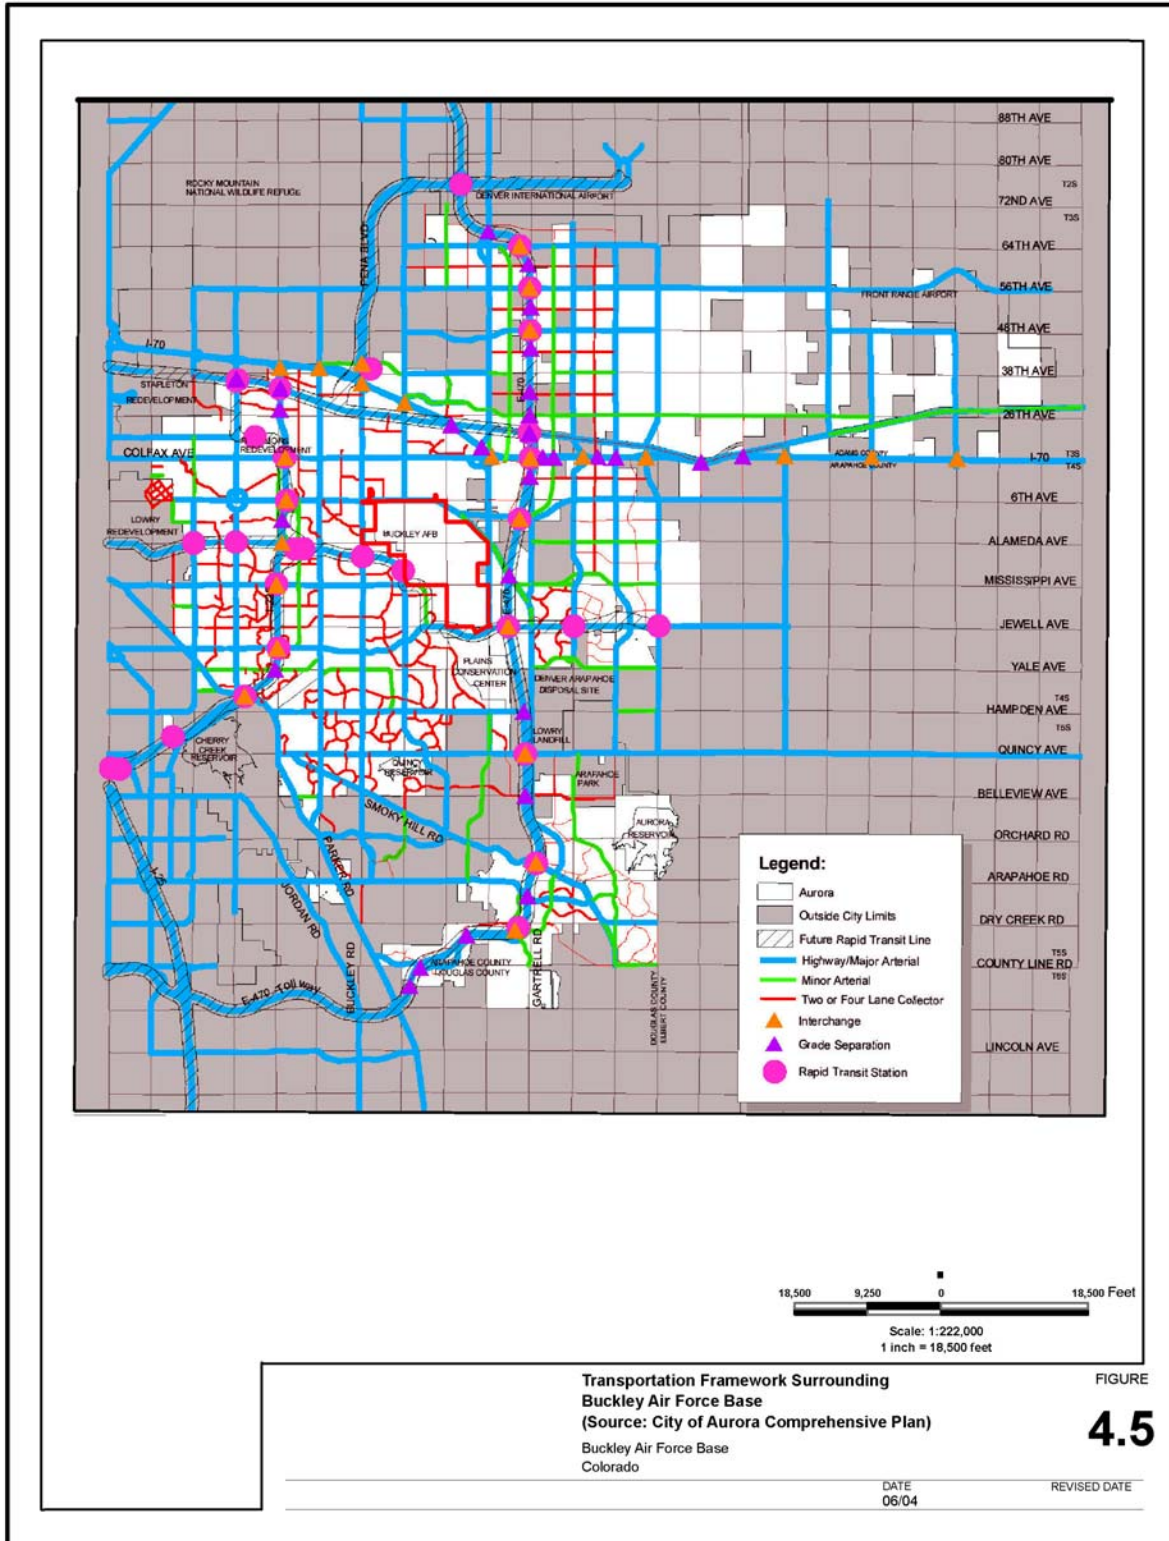 88TH AVE
80TH AVE
ROCKY MOUNTAIN
NATIONAL WILDLIFE REFUGE
T2S
DENVER INTERNATIONAL AIRPORT
72ND AVE
T3S
PENA BLVD
64TH AVE
56TH AVE
FRONT RANGE AIRPORT
48TH AVE
I-70
38TH AVE
STAPLETON
REDEVELOPMENT
E-470
26TH AVE
REDEVELOPMENT
COLFAX AVE
ADAMS COUNTY
ARAPAHOE COUNTY
I-70
T3S
T4S
6TH AVE
LOWRY
REDEVELOPMENT
BUCKLEY AFB
ALAMEDA AVE
MISSISSIPPI AVE
E-470
JEWELL AVE
PLAINS
CONSERVATION
CENTER
YALE AVE
DENVER ARAPAHOE
DISPOSAL SITE
T4S
HAMPDEN AVE
T5S
LOWRY
LANDFILL
CHERRY
CREEK
RESERVOIR
QUINCY AVE
QUINCY
RESERVOIR
ARAPAHOE
PARK
BELLEVIEW AVE
SMOKY HILL RD
AURORA
RESERVOIR
ORCHARD RD
PARKER RD
I-25
JORDAN RD
ARAPAHOE RD
DRY CREEK RD
BUCKLEY RD
GARTRELL RD
ARAPAHOE COUNTY
DOUGLAS COUNTY
T5S
COUNTY LINE RD
T6S
E-470 Tollway
DOUGLAS COUNTY
ELBERT COUNTY
LINCOLN AVE
Legend:
Aurora
Outside City Limits
Future Rapid Transit Line
Highway/Major Arterial
Minor Arterial
Two or Four Lane Collector
Interchange
Grade Separation
Rapid Transit Station
18,500 9,250 0 18,500 Feet
Scale: 1:222,000
1 inch = 18,500 feet
Transportation Framework Surrounding
Buckley Air Force Base
(Source: City of Aurora Comprehensive Plan)
Buckley Air Force Base
Colorado
FIGURE
4.5
DATE
06/04
REVISED DATE